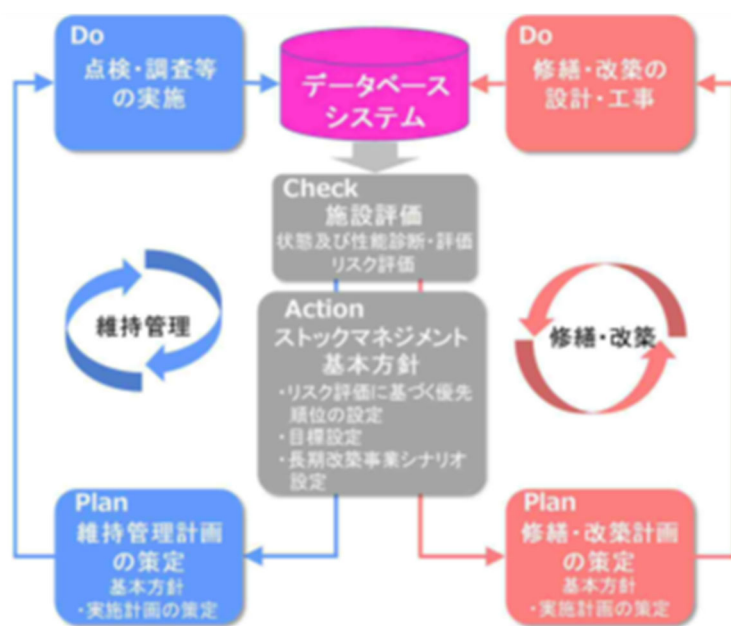 Do
点検・調査等
の実施
データベース
システム
Do
修繕・改築の
設計・工事
Check
施設評価
状態及び性能診断・評価
リスク評価
維持管理
Action
ストックマネジメント
基本方針
・リスク評価に基づく優先
順位の設定
・目標設定
・長期改築事業シナリオ
設定
修繕・改築
Plan
維持管理計画
の策定
基本方針
・実施計画の策定
Plan
修繕・改築計画
の策定
基本方針
・実施計画の策定